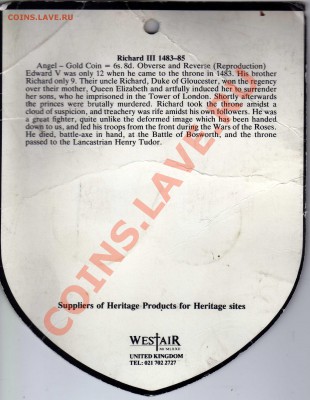 COINS.ЛАВЕ.RU
Richard III 1483–85
Angel – Gold Coin = 6s. 8d. Obverse and Reverse (Reproduction)
Edward V was only 12 when he came to the throne in 1483. His brother
Richard only 9. Their uncle Richard, Duke of Gloucester, won the regency
over their mother, Queen Elizabeth and artfully induced her to surrender
her sons, who he imprisoned in the Tower of London. Shortly afterwards
the princes were brutally murdered. Richard took the throne amidst a
cloud of suspicion, and treachery was rife amidst his own followers. He was
a great fighter, quite unlike the deformed image which has been handed
down to us, and led his troops from the front during the Wars of the Roses.
He died, battle-axe in hand, at the Battle of Bosworth, and the throne
passed to the Lancastrian Henry Tudor.
COINS.ЛАВЕ.RU
Suppliers of Heritage Products for Heritage sites
WESTAIR
UNITED KINGDOM
TEL: 021 702 2727